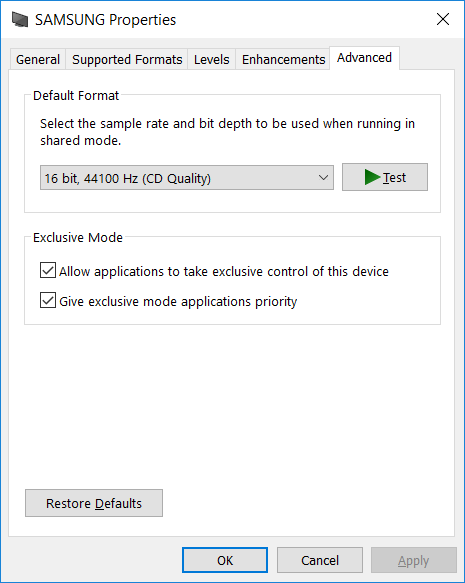 SAMSUNG Properties
General Supported Formats Levels Enhancements Advanced
Default Format
Select the sample rate and bit depth to be used when running in
shared mode.
16 bit, 44100 Hz (CD Quality) Test
Exclusive Mode
Allow applications to take exclusive control of this device
Give exclusive mode applications priority
Restore Defaults
OK Cancel Apply